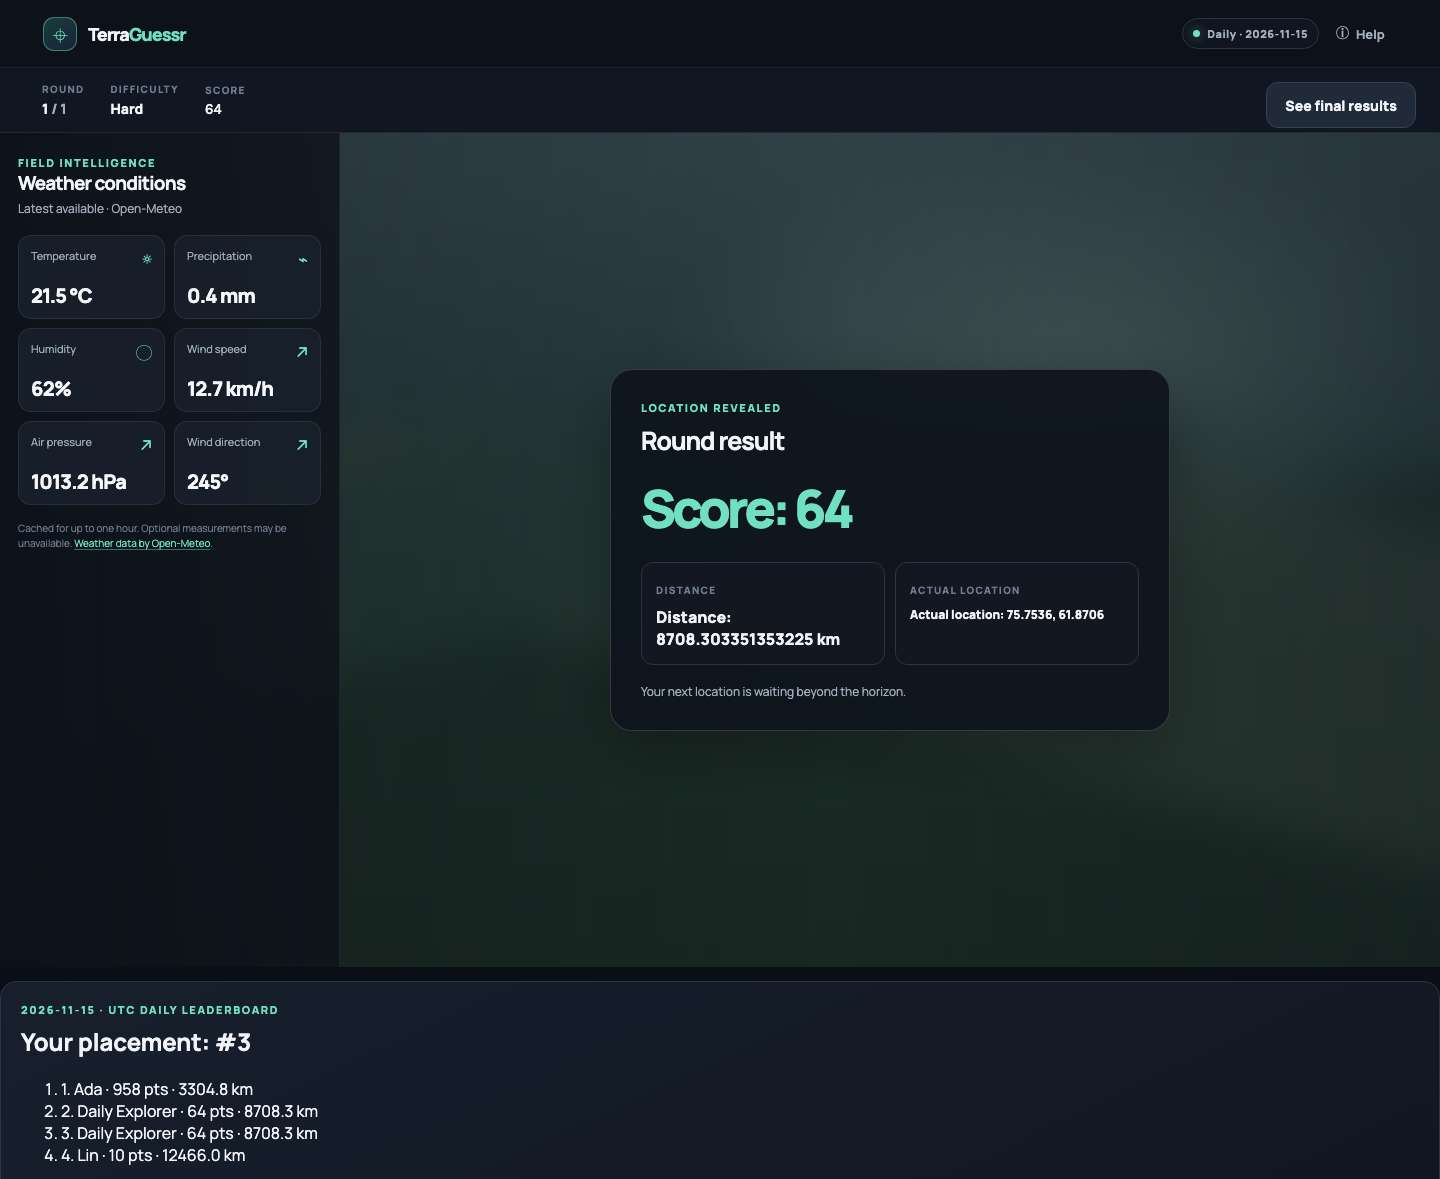 TerraGuessr
Daily · 2026-11-15
Help
ROUND
1 / 1
DIFFICULTY
Hard
SCORE
64
See final results
FIELD INTELLIGENCE
Weather conditions
Latest available · Open-Meteo
Temperature
21.5 °C
Precipitation
0.4 mm
Humidity
62%
Wind speed
12.7 km/h
Air pressure
1013.2 hPa
Wind direction
245°
Cached for up to one hour. Optional measurements may be
unavailable. Weather data by Open-Meteo.
LOCATION REVEALED
Round result
Score: 64
DISTANCE
Distance:
8708.303351353225 km
ACTUAL LOCATION
Actual location: 75.7536, 61.8706
Your next location is waiting beyond the horizon.
2026-11-15 · UTC DAILY LEADERBOARD
Your placement: #3
1. 1. Ada · 958 pts · 3304.8 km
2. 2. Daily Explorer · 64 pts · 8708.3 km
3. 3. Daily Explorer · 64 pts · 8708.3 km
4. 4. Lin · 10 pts · 12466.0 km